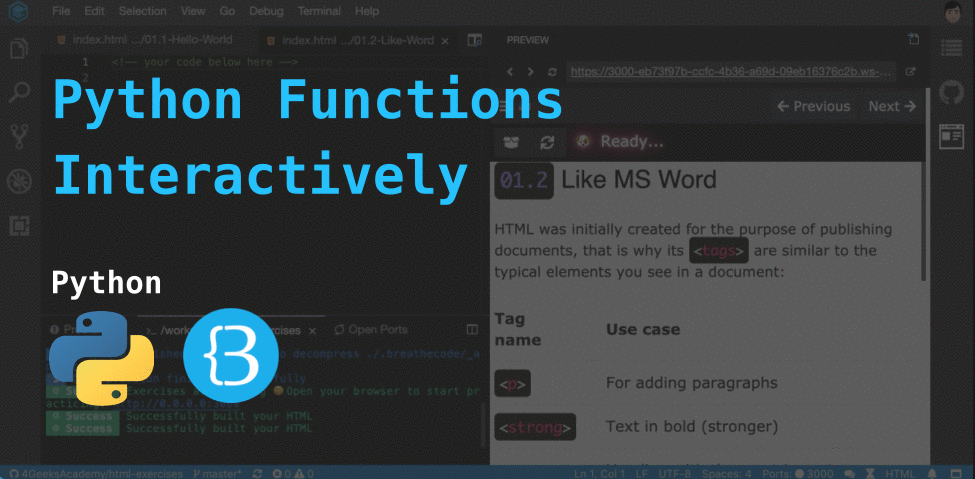 File Edit Selection View Go Debug Terminal Help
index.html .../01.1-Hello-World
index.html .../01.2-Like-Word ×
PREVIEW
1 <!-- your code below here -->
2
https://3000-eb73f97b-ccfc-4b36-a69d-09eb16376c2b.ws-...
Python Functions
Interactively
← Previous Next →
Ready...
01.2 Like MS Word
HTML was initially created for the purpose of publishing
documents, that is why its <tags> are similar to the
typical elements you see in a document:
Tag
name
Use case
<p> For adding paragraphs
<strong> Text in bold (stronger)
Python
B
>_ /work exercises × Open Ports
to decompress ./.breathecode/_a
Open your browser to start pr
Success Successfully built your HTML
Success Successfully built your HTML
4GeeksAcademy/html-exercises master* 0 0
Ln 1, Col 1 LF UTF-8 Spaces: 4 Ports: 3000 HTML